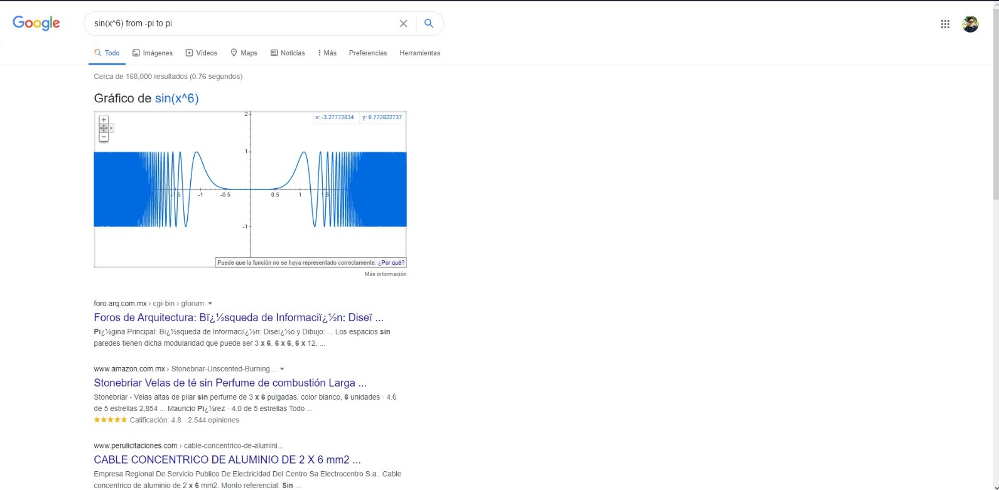 Google
sin(x^6) from -pi to pi
Todo Imágenes Vídeos Maps Noticias Más Preferencias Herramientas
Cerca de 168,000 resultados (0.76 segundos)
Gráfico de sin(x^6)
x: -3.27772834 y: 0.772822737
2
1
-1.5 -1 -0.5 0.5 1 1.5
-1
Puede que la función no se haya representado correctamente. ¿Por qué?
Más información
foro.arq.com.mx › cgi-bin › gforum
Foros de Arquitectura: Bï¿½squeda de Informaciï¿½n: Diseï ...
Pï¿½gina Principal: Bï¿½squeda de Informaciï¿½n: Diseï¿½o y Dibujo: ... Los espacios sin
paredes tienen dicha modularidad que puede ser 3 x 6, 6 x 6, 6 x 12, ...
www.amazon.com.mx › Stonebriar-Unscented-Burning...
Stonebriar Velas de té sin Perfume de combustión Larga ...
Stonebriar - Velas altas de pilar sin perfume de 3 x 6 pulgadas, color blanco, 6 unidades · 4.6
de 5 estrellas 2,854 ... Mauricio Pï¿½rez · 4.0 de 5 estrellas Todo ...
Calificación: 4.8 · 2.544 opiniones
www.perulicitaciones.com › cable-concentrico-de-alumini...
CABLE CONCENTRICO DE ALUMINIO DE 2 X 6 mm2 ...
Empresa Regional De Servicio Publico De Electricidad Del Centro Sa Electrocentro S.a.. Cable
concentrico de aluminio de 2 x 6 mm2. Monto referencial: Sin ...